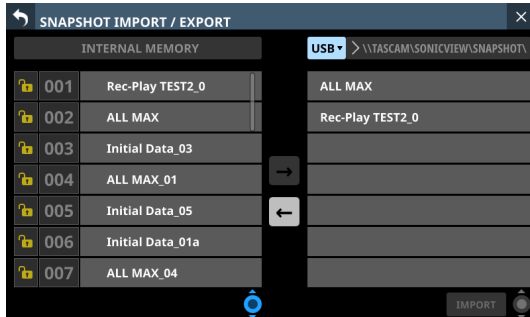 SNAPSHOT IMPORT / EXPORT
INTERNAL MEMORY
USB \\TASCAM\SONICVIEW\SNAPSHOT\
001 Rec-Play TEST2_0
002 ALL MAX
003 Initial Data_03
004 ALL MAX_01
005 Initial Data_05
006 Initial Data_01a
007 ALL MAX_04
ALL MAX
Rec-Play TEST2_0
IMPORT